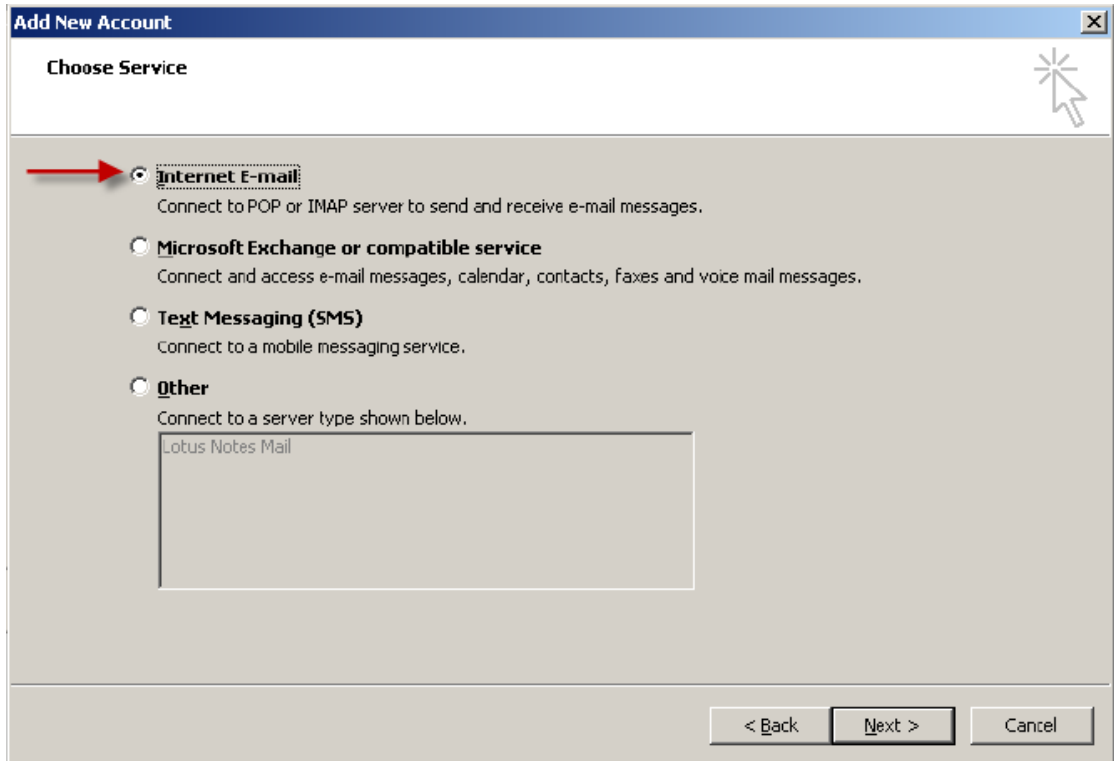 Add New Account
Choose Service
Internet E-mail
Connect to POP or IMAP server to send and receive e-mail messages.
Microsoft Exchange or compatible service
Connect and access e-mail messages, calendar, contacts, faxes and voice mail messages.
Text Messaging (SMS)
Connect to a mobile messaging service.
Other
Connect to a server type shown below.
Lotus Notes Mail
< Back
Next >
Cancel